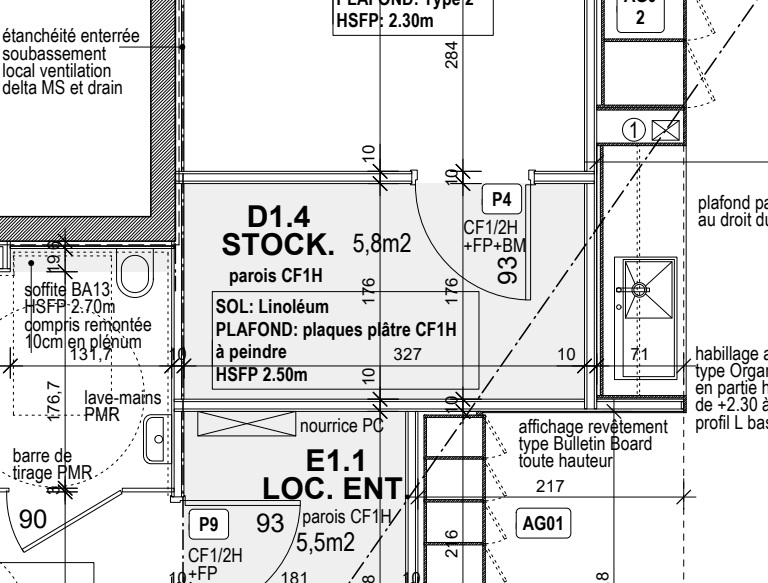 PLAFOND: Type 2
HSFP: 2.30m
2
étanchéité enterrée
soubassement
local ventilation
delta MS et drain
284
1
10
10
P4
CF1/2H
+FP+BM
93
plafond pa
au droit du
D1.4
STOCK.
5,8m2
parois CF1H
176
176
SOL: Linoléum
PLAFOND: plaques plâtre CF1H
à peindre
HSFP 2.50m
19,6
soffite BA13
HSFP 2.70m
compris remontée
10cm en plénum
131,7
10
327
10
71
10
10
habillage a
type Organ
en partie h
de +2.30 à
profil L bas
176,7
lave-mains
PMR
nourrice PC
affichage revêtement
type Bulletin Board
toute hauteur
barre de
tirage PMR
E1.1
LOC. ENT.
217
90
P9
93
parois CF1H
5,5m2
AG01
CF1/2H
+FP
216
10
181
8
10
8